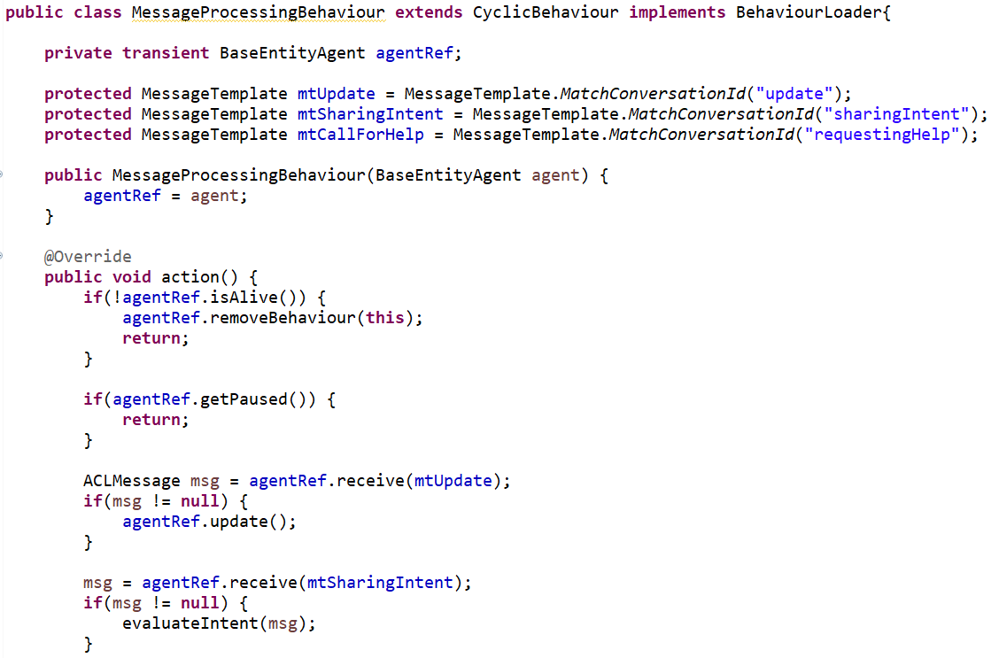 public class MessageProcessingBehaviour extends CyclicBehaviour implements BehaviourLoader{
private transient BaseEntityAgent agentRef;
protected MessageTemplate mtUpdate = MessageTemplate.MatchConversationId("update");
protected MessageTemplate mtSharingIntent = MessageTemplate.MatchConversationId("sharingIntent");
protected MessageTemplate mtCallForHelp = MessageTemplate.MatchConversationId("requestingHelp");
public MessageProcessingBehaviour(BaseEntityAgent agent) {
agentRef = agent;
}
@Override
public void action() {
if(!agentRef.isAlive()) {
agentRef.removeBehaviour(this);
return;
}
if(agentRef.getPaused()) {
return;
}
ACLMessage msg = agentRef.receive(mtUpdate);
if(msg != null) {
agentRef.update();
}
msg = agentRef.receive(mtSharingIntent);
if(msg != null) {
evaluateIntent(msg);
}